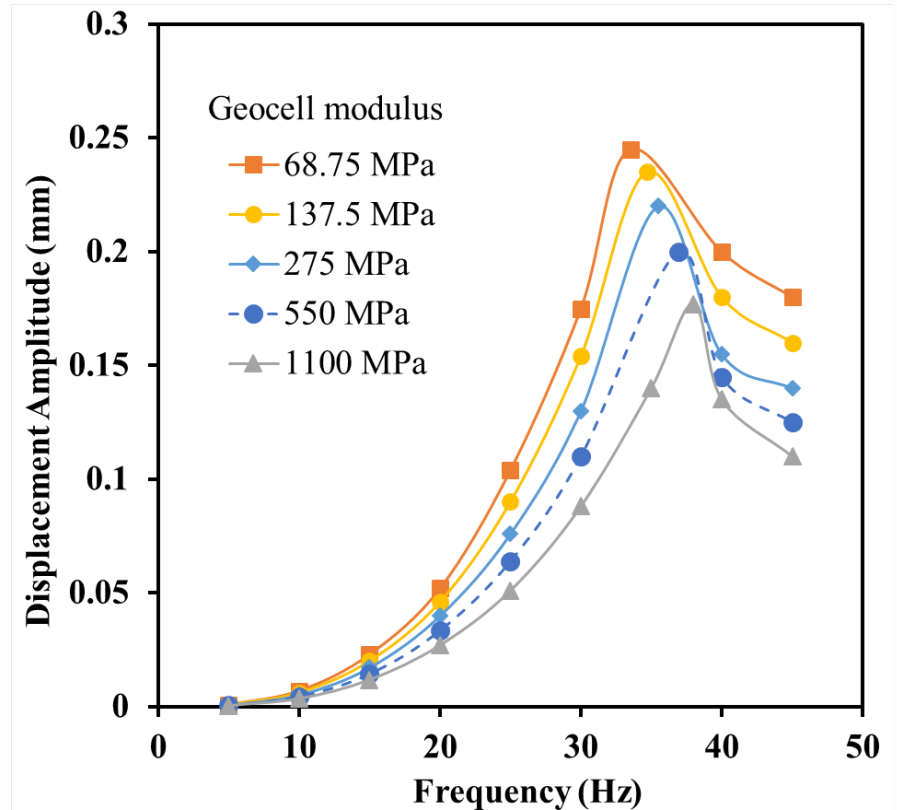 Displacement Amplitude (mm)
0.3
0.25
0.2
0.15
0.1
0.05
0
Geocell modulus
68.75 MPa
137.5 MPa
275 MPa
550 MPa
1100 MPa
0 10 20 30 40 50
Frequency (Hz)